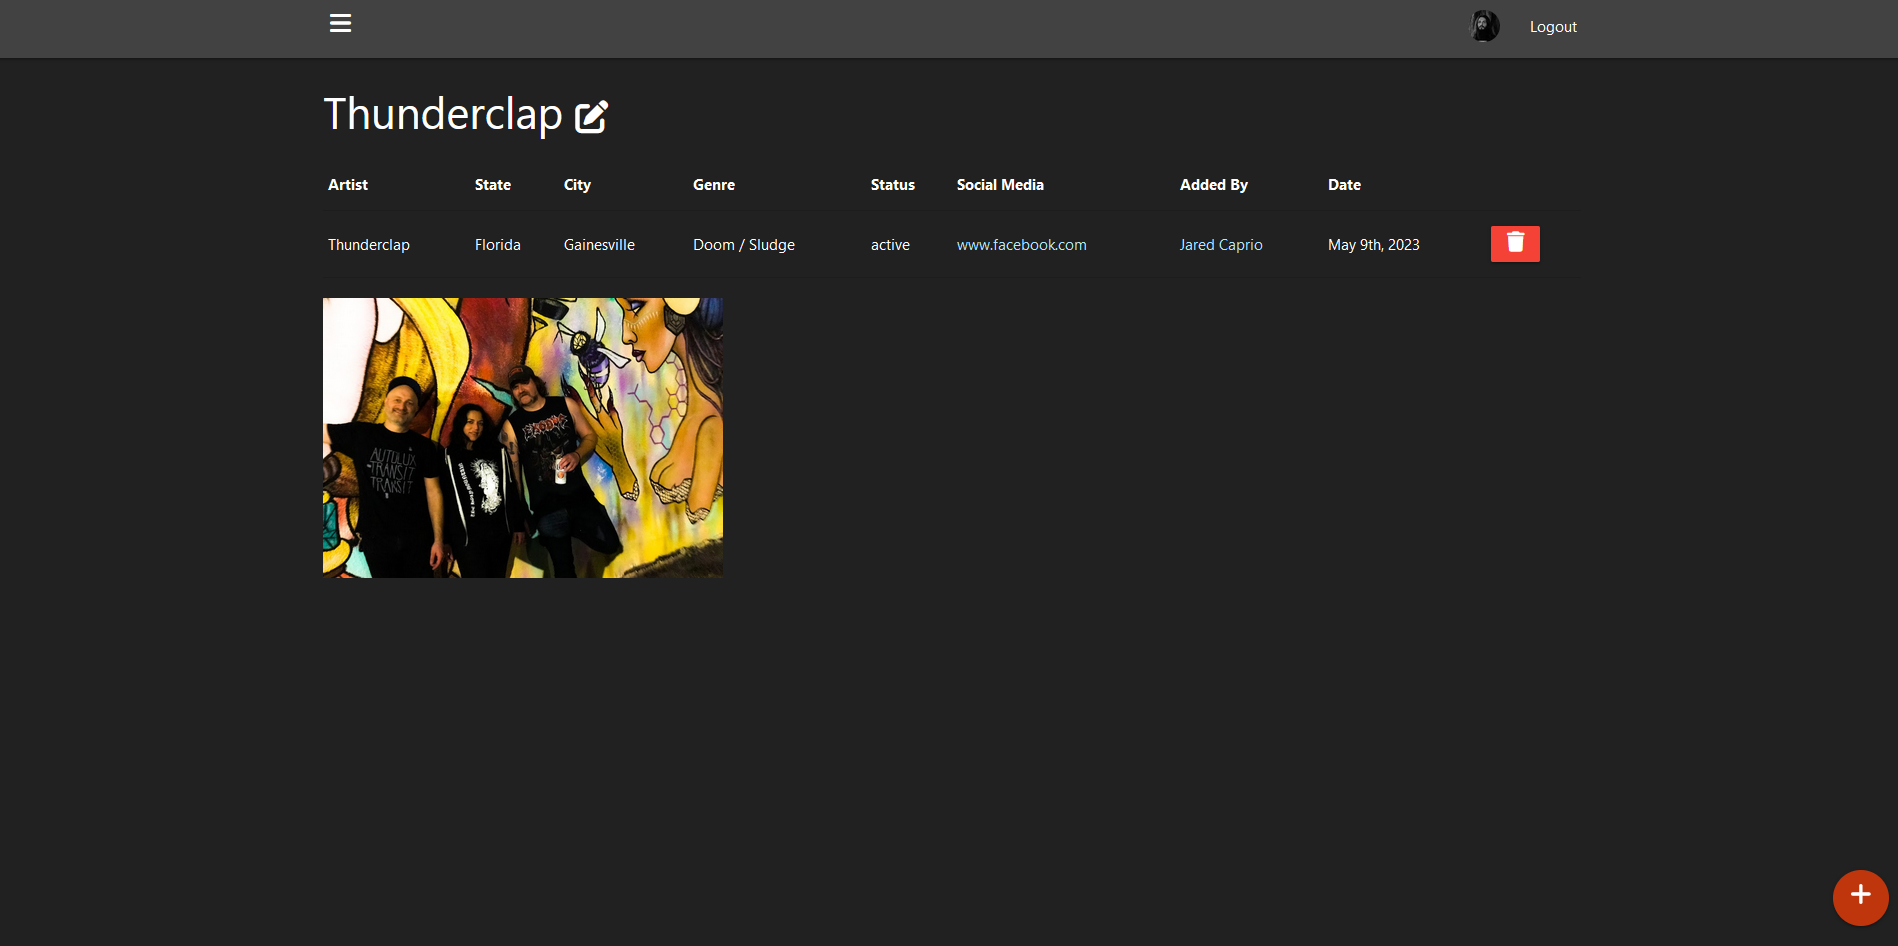 Logout
Thunderclap
Artist State City Genre Status Social Media Added By Date
Thunderclap Florida Gainesville Doom / Sludge active www.facebook.com Jared Caprio May 9th, 2023
AUTOLUX
TRANSIT
TRANSIT